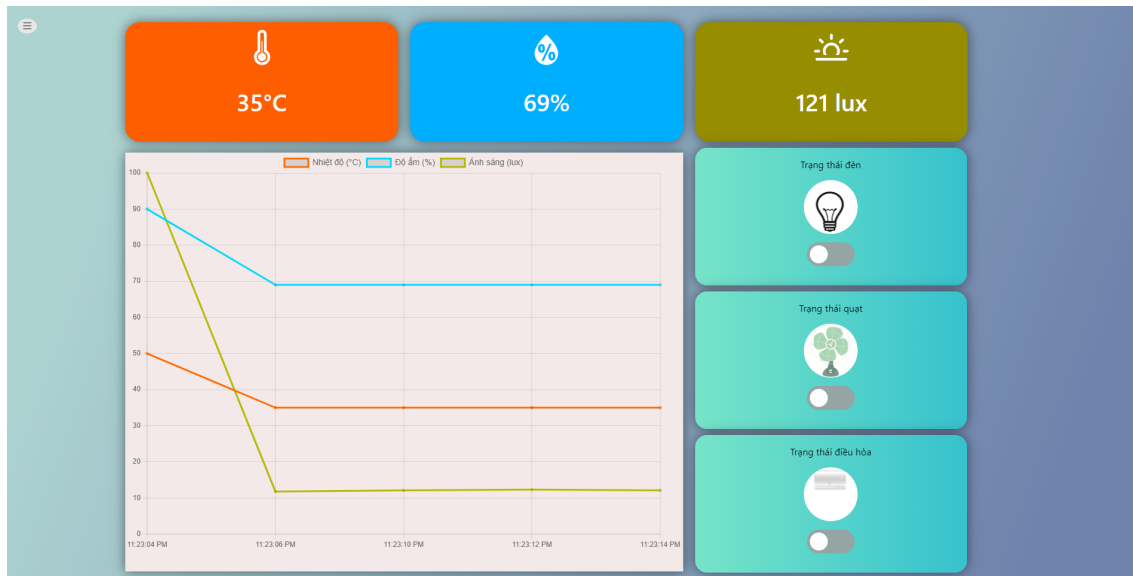 35°C
69%
121 lux
Nhiệt độ (°C) Độ ẩm (%) Ánh sáng (lux)
100
90
80
70
60
50
40
30
20
10
0
11:23:04 PM 11:23:06 PM 11:23:10 PM 11:23:12 PM 11:23:14 PM
Trạng thái đèn
Trạng thái quạt
Trạng thái điều hòa